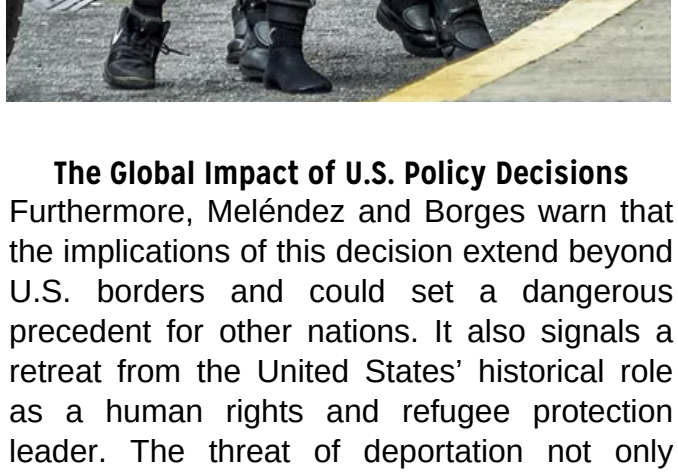 The Global Impact of U.S. Policy Decisions
Furthermore, Meléndez and Borges warn that
the implications of this decision extend beyond
U.S. borders and could set a dangerous
precedent for other nations. It also signals a
retreat from the United States’ historical role
as a human rights and refugee protection
leader. The threat of deportation not only